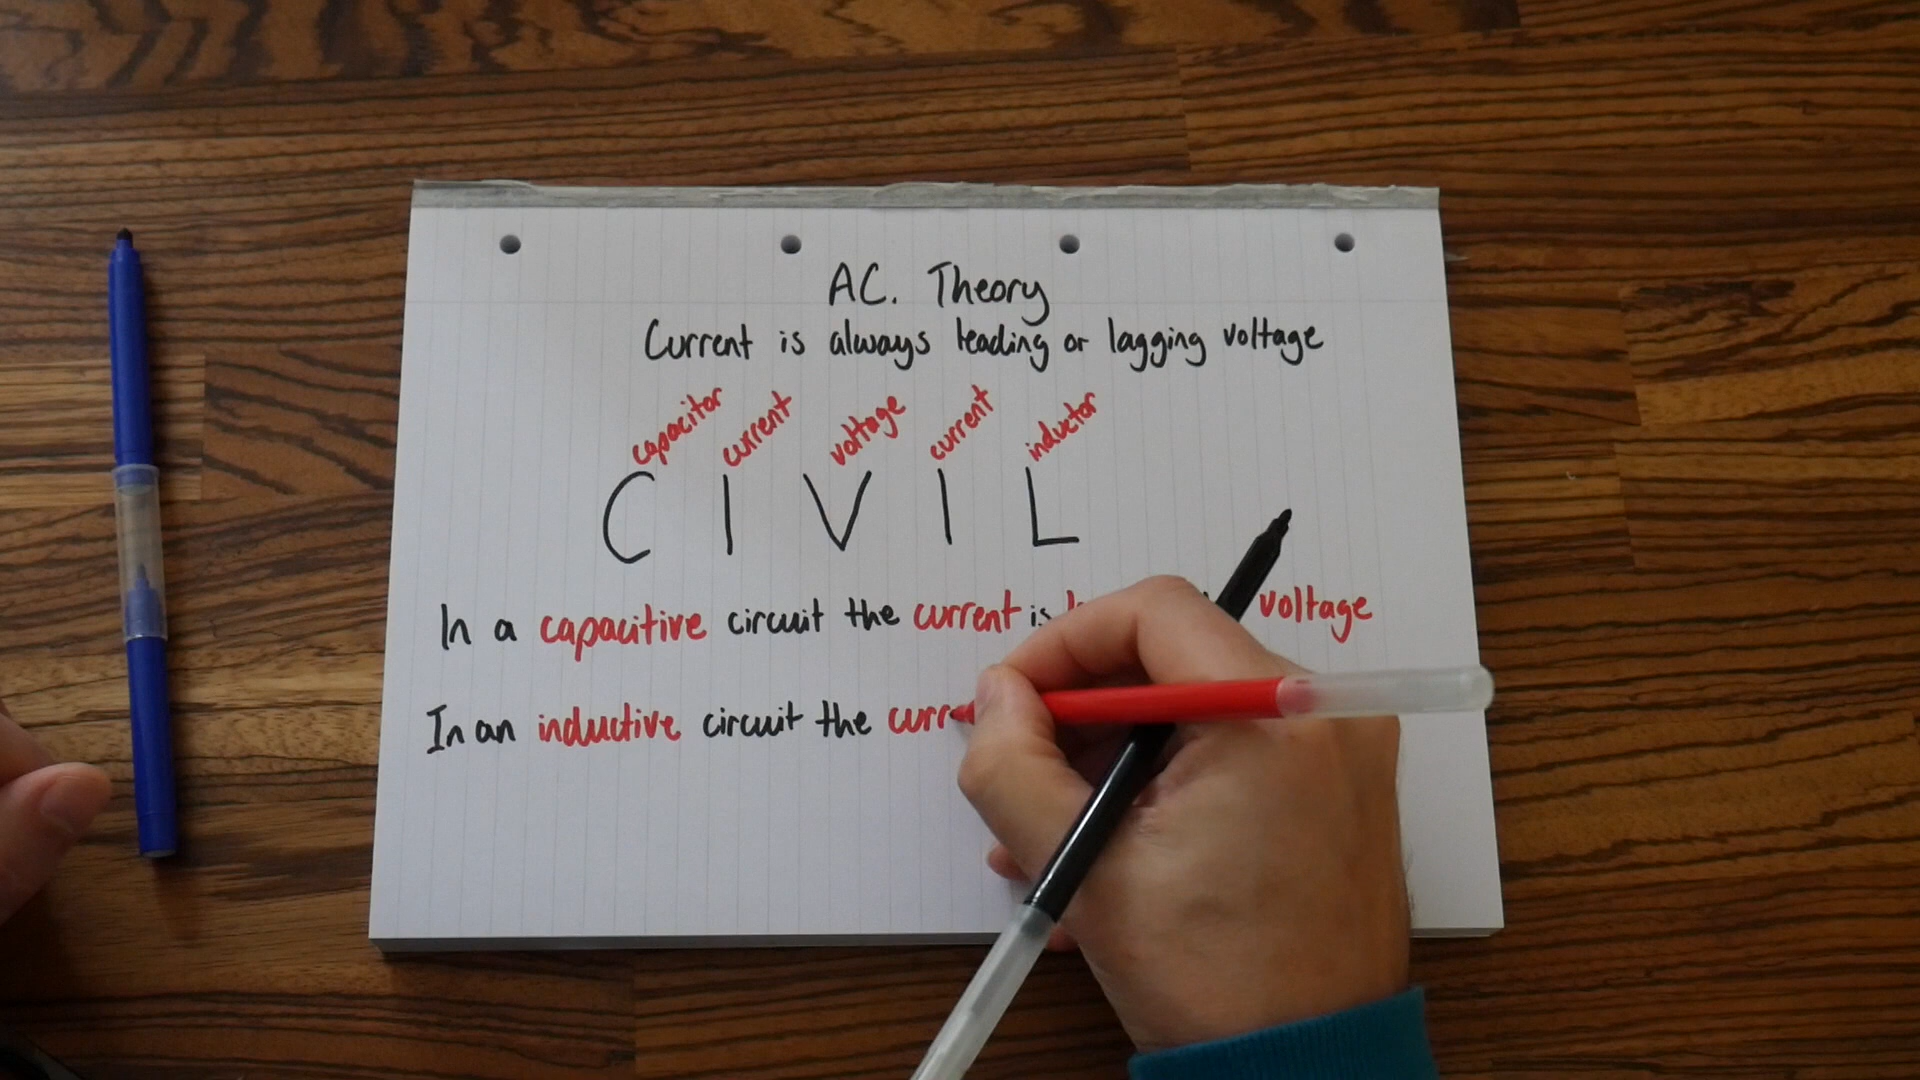 AC. Theory
Current is always leading or lagging voltage
capacitor current voltage current inductor
C I V I L
In a capacitive circuit the current is voltage
In an inductive circuit the curr